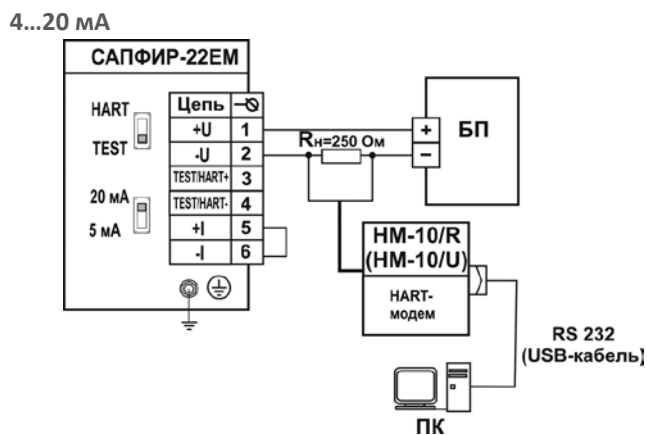 4...20 мА
САПФИР-22ЕМ
HART
TEST
20 мА
5 мА
Цепь
+U 1
-U 2
TEST/HART+ 3
TEST/HART- 4
+I 5
-I 6
Rн=250 Ом
+
−
БП
HM-10/R
(HM-10/U)
HART-
модем
RS 232
(USB-кабель)
ПК